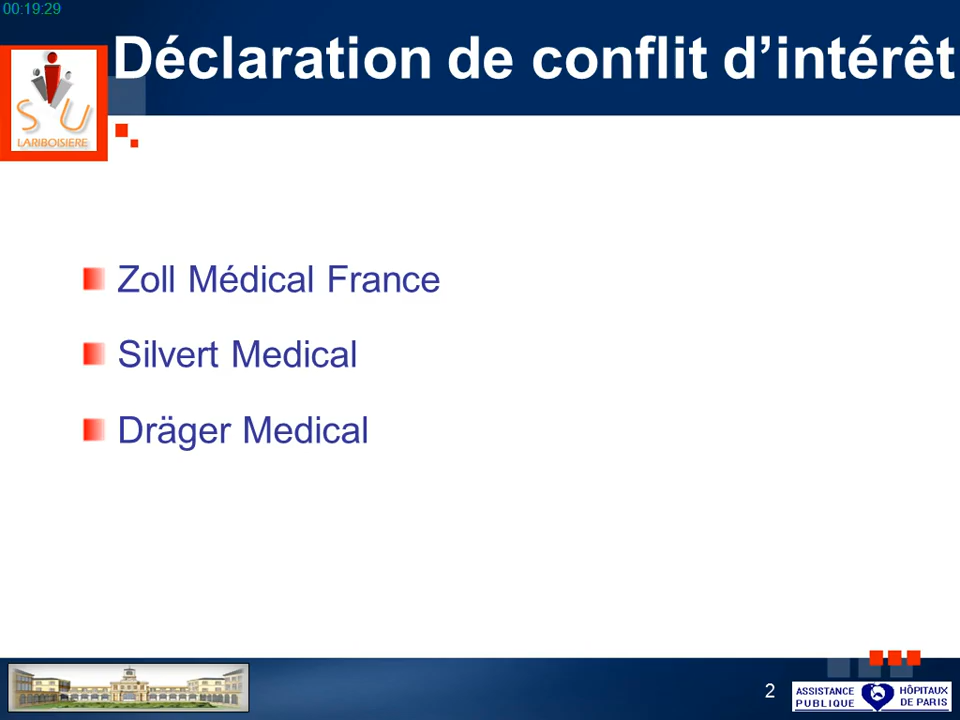 00:19:29
Déclaration de conflit d’intérêt
S U
LARIBOISIERE
Zoll Médical France
Silvert Medical
Dräger Medical
2
ASSISTANCE PUBLIQUE
HÔPITAUX DE PARIS